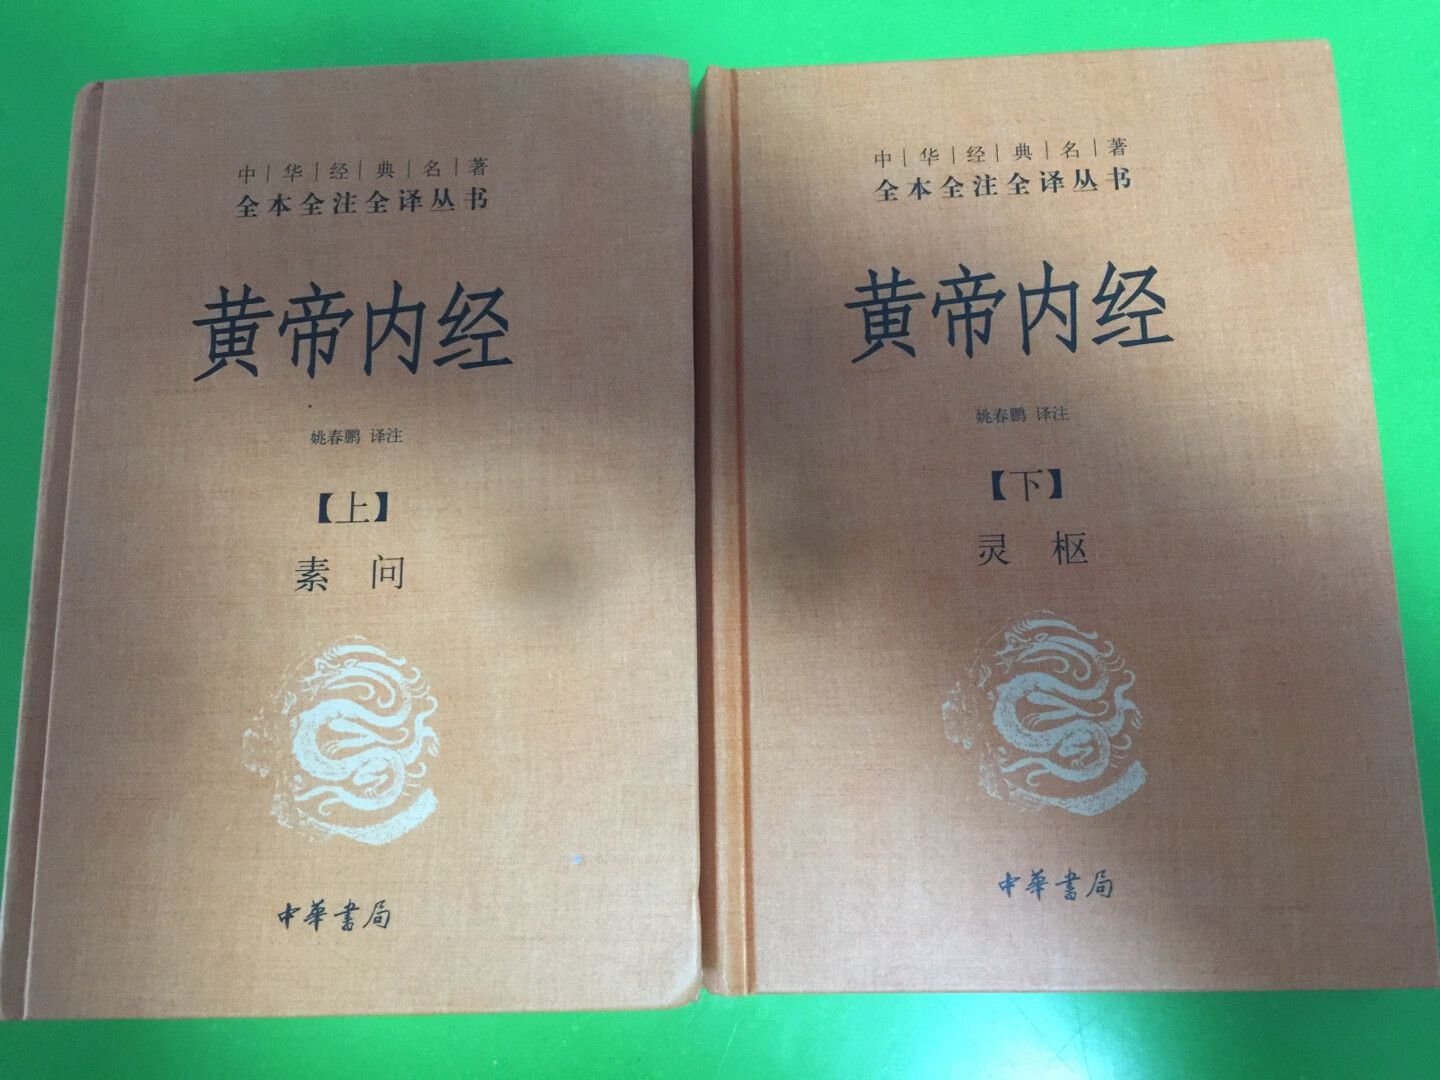 中|华|经|典|名|著
全本全注全译丛书
黄帝内经
姚春鹏 译注
【上】
素 问
中華書局
中|华|经|典|名|著
全本全注全译丛书
黄帝内经
姚春鹏 译注
【下】
灵 枢
中華書局